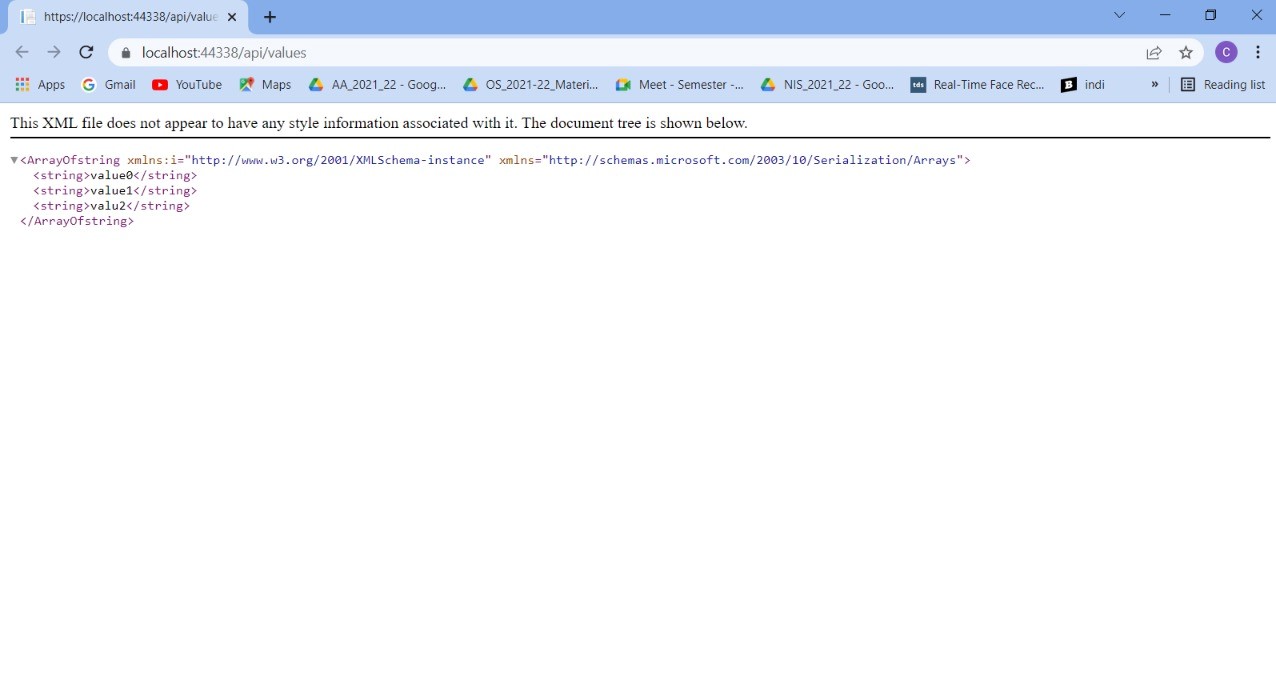 https://localhost:44338/api/value
localhost:44338/api/values
C
Apps Gmail YouTube Maps AA_2021_22 - Goog... OS_2021-22_Materi... Meet - Semester -... NIS_2021_22 - Goo... tds Real-Time Face Rec... B indi » Reading list
This XML file does not appear to have any style information associated with it. The document tree is shown below.
▼<ArrayOfstring xmlns:i="http://www.w3.org/2001/XMLSchema-instance" xmlns="http://schemas.microsoft.com/2003/10/Serialization/Arrays">
<string>value0</string>
<string>value1</string>
<string>valu2</string>
</ArrayOfstring>